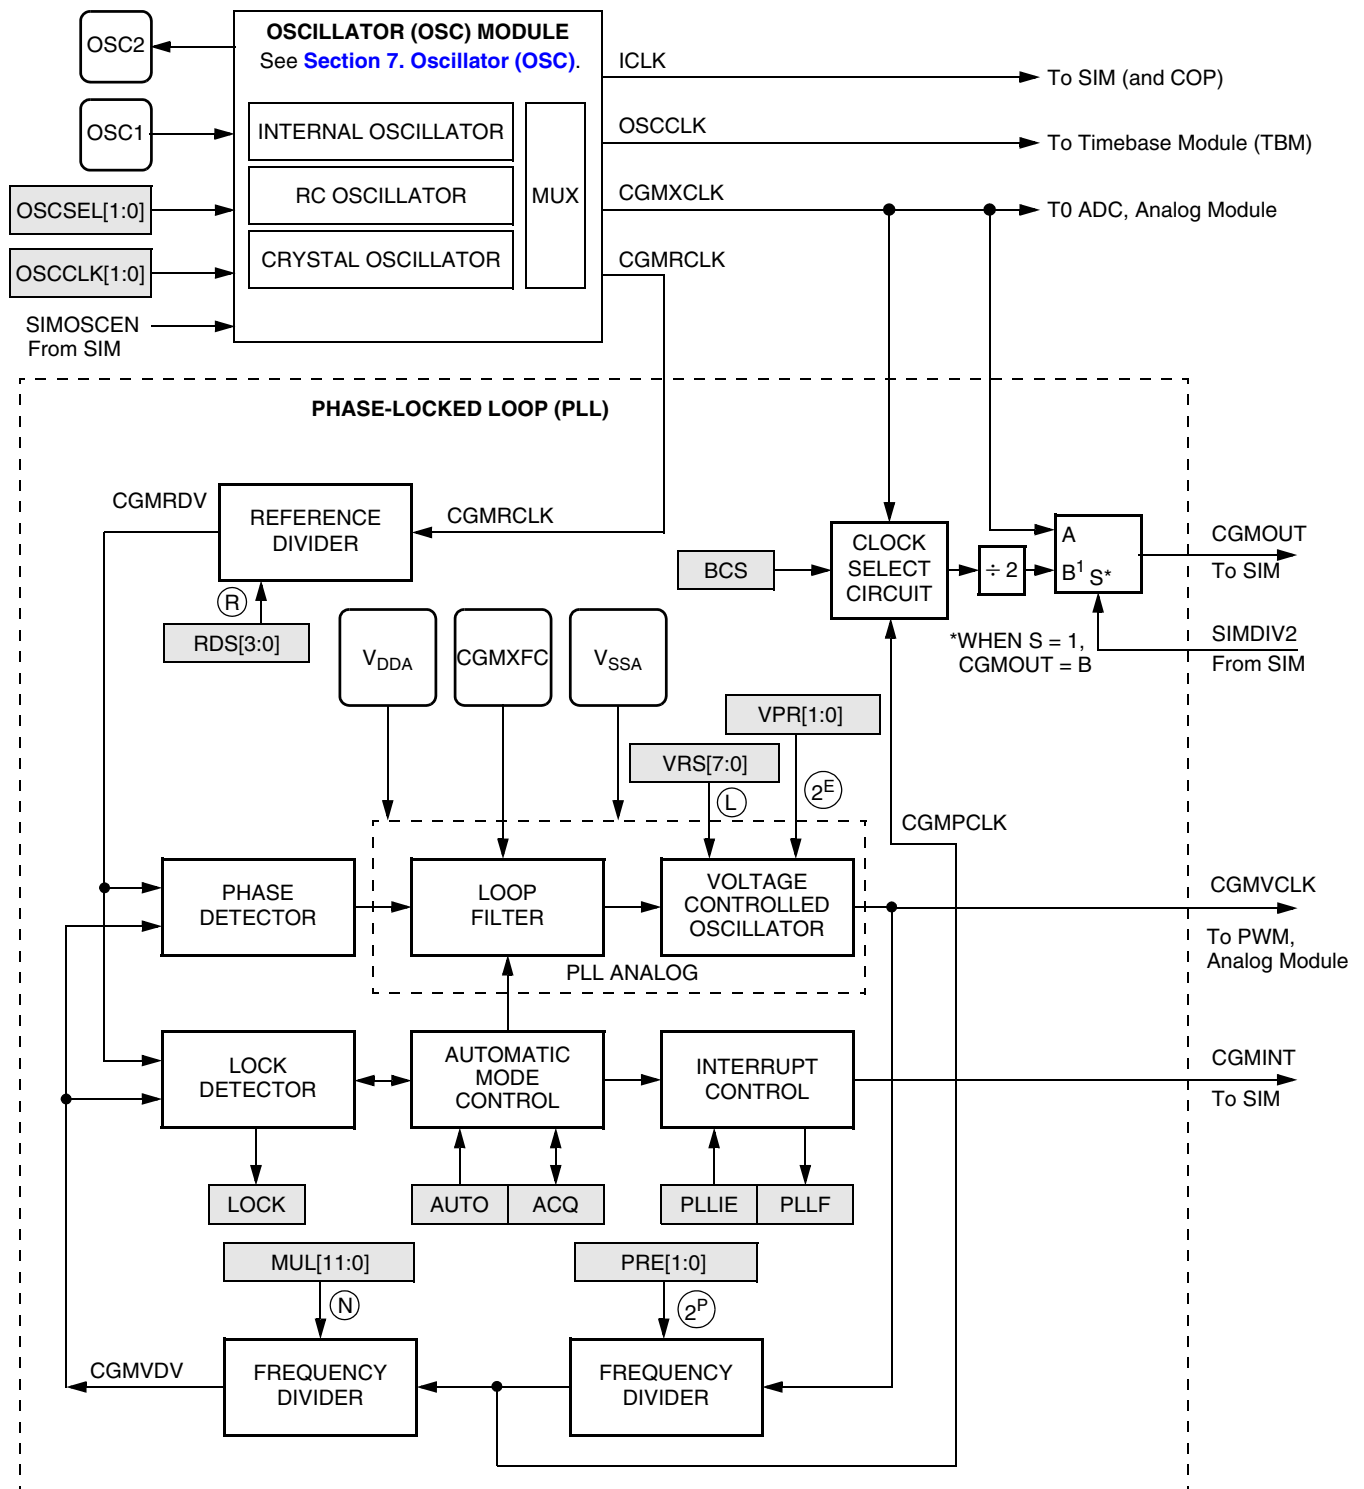 OSC2
OSCILLATOR (OSC) MODULE
See Section 7. Oscillator (OSC).
ICLK
To SIM (and COP)
OSC1
INTERNAL OSCILLATOR
OSCCLK
To Timebase Module (TBM)
OSCSEL[1:0]
RC OSCILLATOR
MUX
CGMXCLK
T0 ADC, Analog Module
OSCCLK[1:0]
CRYSTAL OSCILLATOR
CGMRCLK
SIMOSCEN
From SIM
PHASE-LOCKED LOOP (PLL)
CGMRDV
REFERENCE
DIVIDER
CGMRCLK
R
RDS[3:0]
BCS
CLOCK
SELECT
CIRCUIT
÷ 2
A
B1 S*
CGMOUT
To SIM
SIMDIV2
From SIM
*WHEN S = 1,
CGMOUT = B
VDDA
CGMXFC
VSSA
VPR[1:0]
VRS[7:0]
L
2E
CGMPCLK
PHASE
DETECTOR
LOOP
FILTER
VOLTAGE
CONTROLLED
OSCILLATOR
CGMVCLK
To PWM,
Analog Module
PLL ANALOG
LOCK
DETECTOR
AUTOMATIC
MODE
CONTROL
INTERRUPT
CONTROL
CGMINT
To SIM
LOCK
AUTO
ACQ
PLLIE
PLLF
MUL[11:0]
PRE[1:0]
N
2P
CGMVDV
FREQUENCY
DIVIDER
FREQUENCY
DIVIDER